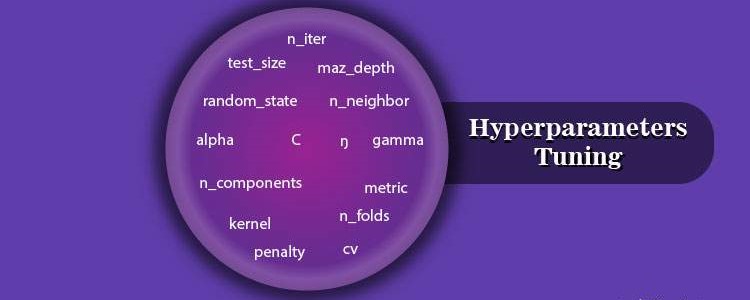 n_iter
test_size
maz_depth
random_state
n_neighbor
alpha
C
ŋ
gamma
n_components
metric
kernel
n_folds
penalty
cv
Hyperparameters
Tuning